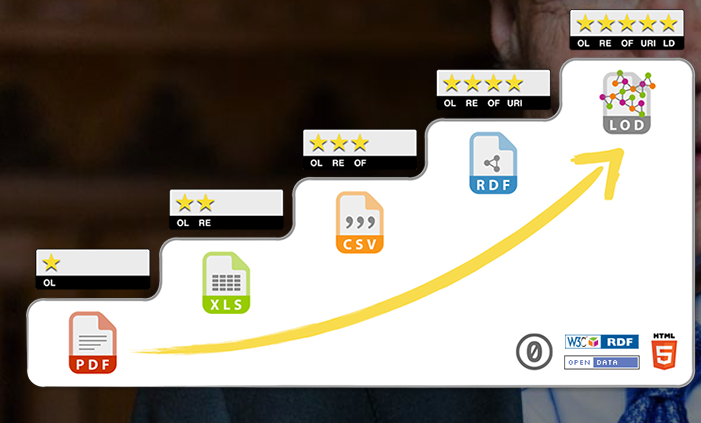 OL RE OF URI LD
LOD
OL RE OF URI
RDF
OL RE OF
CSV
OL RE
XLS
OL
PDF
0
W3C RDF
OPEN DATA
HTML
5